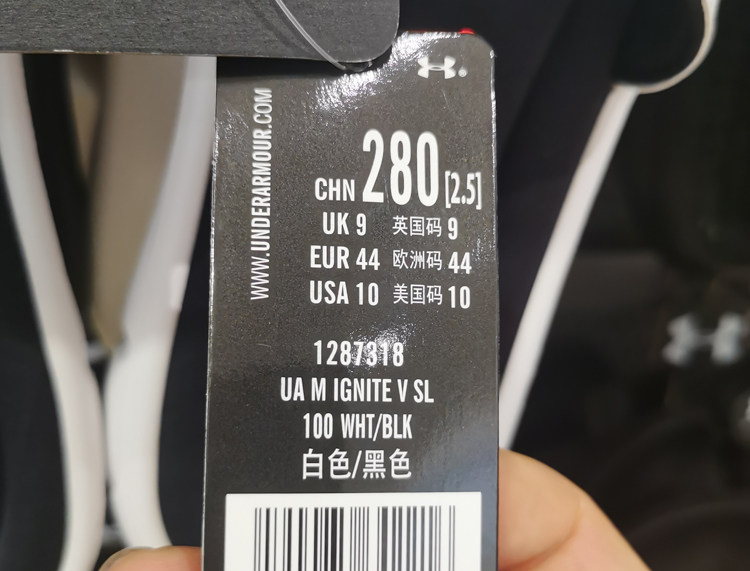 WWW.UNDERARMOUR.COM
CHN 280 [2.5]
UK 9 英国码 9
EUR 44 欧洲码 44
USA 10 美国码 10
1287318
UA M IGNITE V SL
100 WHT/BLK
白色/黑色